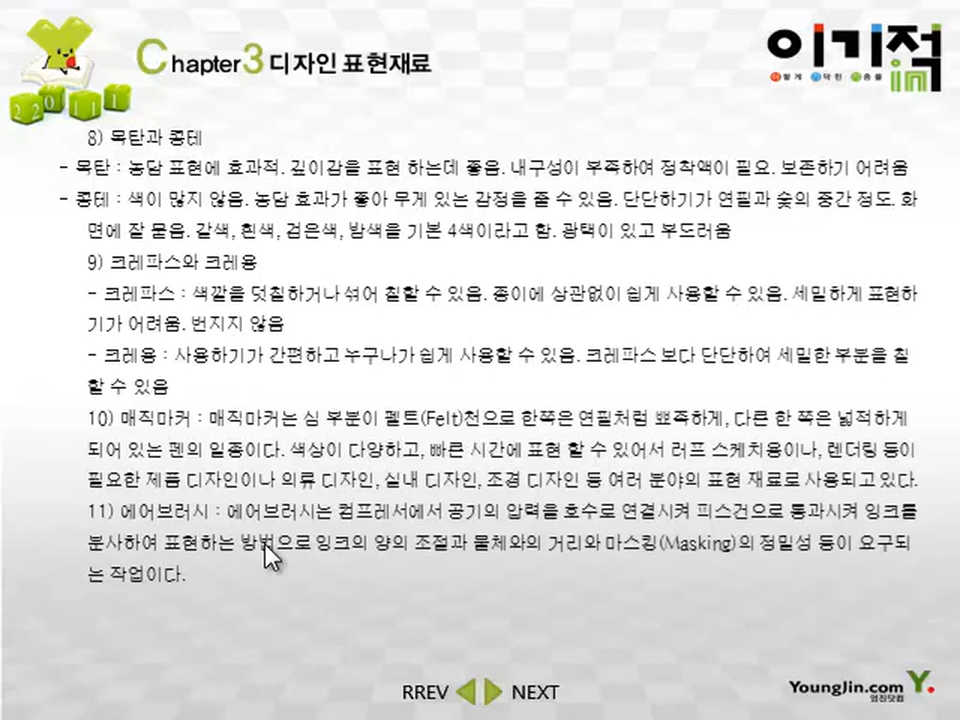 Chapter3 디자인 표현재료
이기적in
이렇게 기막힌 적중률
2011
8) 목탄과 콩테
- 목탄 : 농담 표현에 효과적. 깊이감을 표현 하는데 좋음. 내구성이 부족하여 정착액이 필요. 보존하기 어려움
- 콩테 : 색이 많지 않음. 농담 효과가 좋아 무게 있는 감정을 줄 수 있음. 단단하기가 연필과 숯의 중간 정도. 화
면에 잘 묻음. 갈색, 흰색, 검은색, 밤색을 기본 4색이라고 함. 광택이 있고 부드러움
9) 크레파스와 크레용
- 크레파스 : 색깔을 덧칠하거나 섞어 칠할 수 있음. 종이에 상관없이 쉽게 사용할 수 있음. 세밀하게 표현하
기가 어려움. 번지지 않음
- 크레용 : 사용하기가 간편하고 누구나가 쉽게 사용할 수 있음. 크레파스 보다 단단하여 세밀한 부분을 칠
할 수 있음
10) 매직마커 : 매직마커는 심 부분이 펠트(Felt)천으로 한쪽은 연필처럼 뾰족하게, 다른 한 쪽은 넓적하게
되어 있는 펜의 일종이다. 색상이 다양하고, 빠른 시간에 표현 할 수 있어서 러프 스케치용이나, 렌더링 등이
필요한 제품 디자인이나 의류 디자인, 실내 디자인, 조경 디자인 등 여러 분야의 표현 재료로 사용되고 있다.
11) 에어브러시 : 에어브러시는 컴프레서에서 공기의 압력을 호수로 연결시켜 피스건으로 통과시켜 잉크를
분사하여 표현하는 방법으로 잉크의 양의 조절과 물체와의 거리와 마스킹(Masking)의 정밀성 등이 요구되
는 작업이다.
RREV NEXT
YoungJin.com Y.
영진닷컴